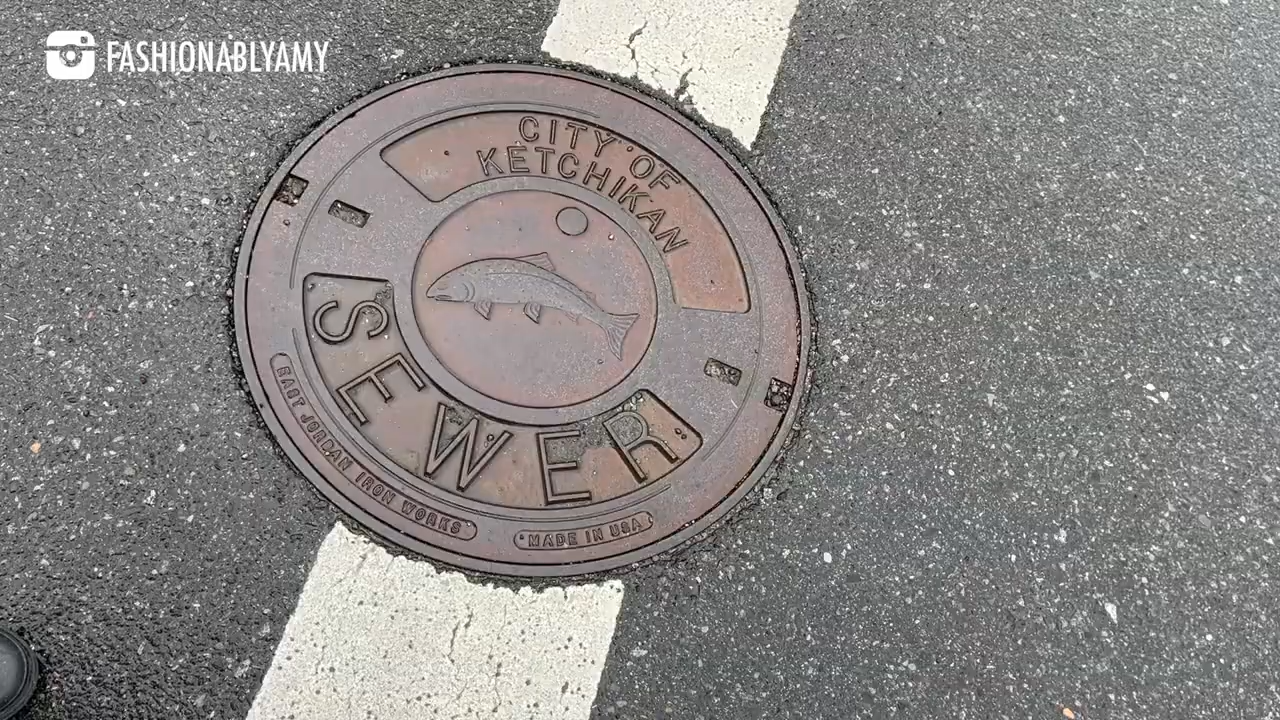 FASHIONABLYAMY
CITY OF
KETCHIKAN
SEWER
EAST JORDAN IRON WORKS
MADE IN USA